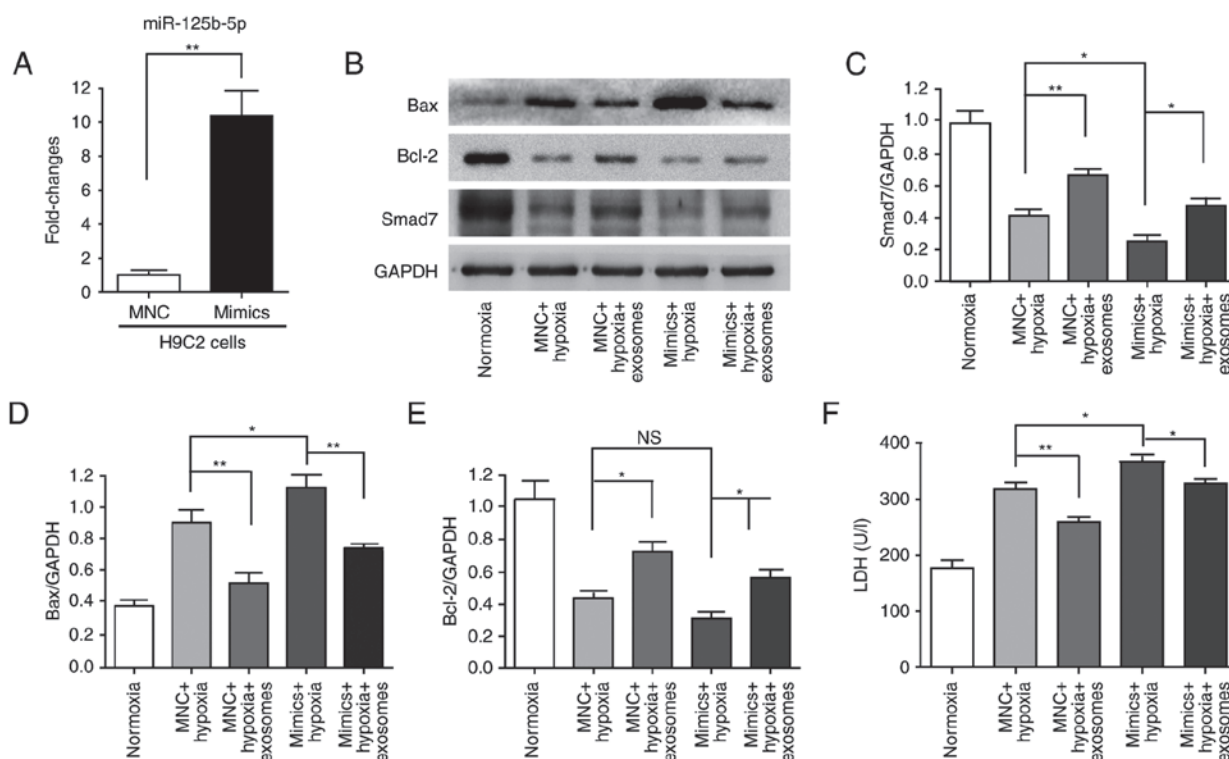 A
miR-125b-5p
**
Fold-changes
12
10
8
6
4
2
0
MNC
Mimics
H9C2 cells
B
Bax
Bcl-2
Smad7
GAPDH
Normoxia
MNC+
hypoxia
MNC+
hypoxia+
exosomes
Mimics+
hypoxia
Mimics+
hypoxia+
exosomes
C
Smad7/GAPDH
1.2
1.0
0.8
0.6
0.4
0.2
0.0
*
**
*
Normoxia
MNC+
hypoxia
MNC+
hypoxia+
exosomes
Mimics+
hypoxia
Mimics+
hypoxia+
exosomes
D
Bax/GAPDH
1.2
1.0
0.8
0.6
0.4
0.2
0.0
*
**
**
Normoxia
MNC+
hypoxia
MNC+
hypoxia+
exosomes
Mimics+
hypoxia
Mimics+
hypoxia+
exosomes
E
Bcl-2/GAPDH
1.2
1.0
0.8
0.6
0.4
0.2
0.0
NS
*
*
Normoxia
MNC+
hypoxia
MNC+
hypoxia+
exosomes
Mimics+
hypoxia
Mimics+
hypoxia+
exosomes
F
LDH (U/l)
400
300
200
100
0
*
**
*
Normoxia
MNC+
hypoxia
MNC+
hypoxia+
exosomes
Mimics+
hypoxia
Mimics+
hypoxia+
exosomes